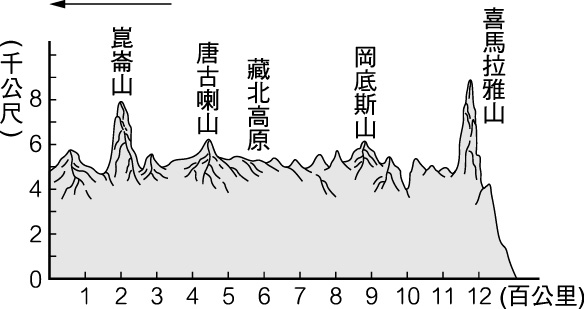 喜馬拉雅山
岡底斯山
藏北高原
唐古喇山
崑崙山
(千公尺)
8
6
4
2
0
1 2 3 4 5 6 7 8 9 10 11 12 (百公里)